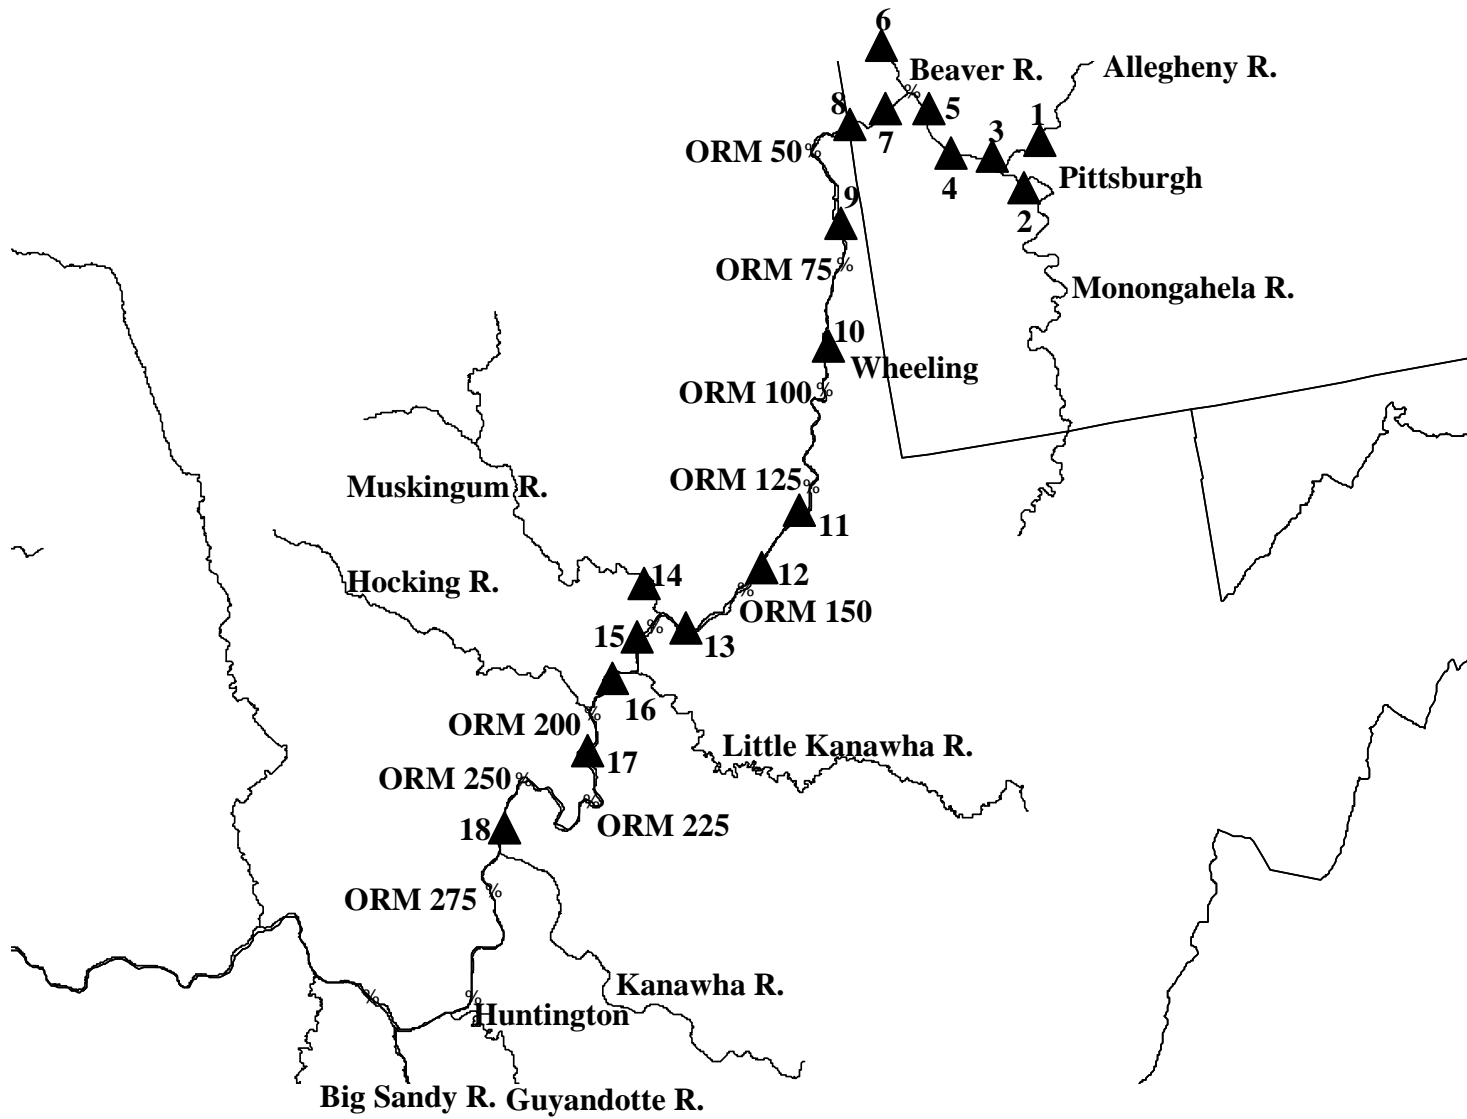 6
Beaver R.
Allegheny R.
8
5
1
7
3
ORM 50
4
Pittsburgh
2
9
ORM 75
Monongahela R.
10
Wheeling
ORM 100
ORM 125
Muskingum R.
11
14
12
Hocking R.
ORM 150
15
13
16
ORM 200
Little Kanawha R.
17
ORM 250
18
ORM 225
ORM 275
Kanawha R.
Huntington
Big Sandy R.
Guyandotte R.